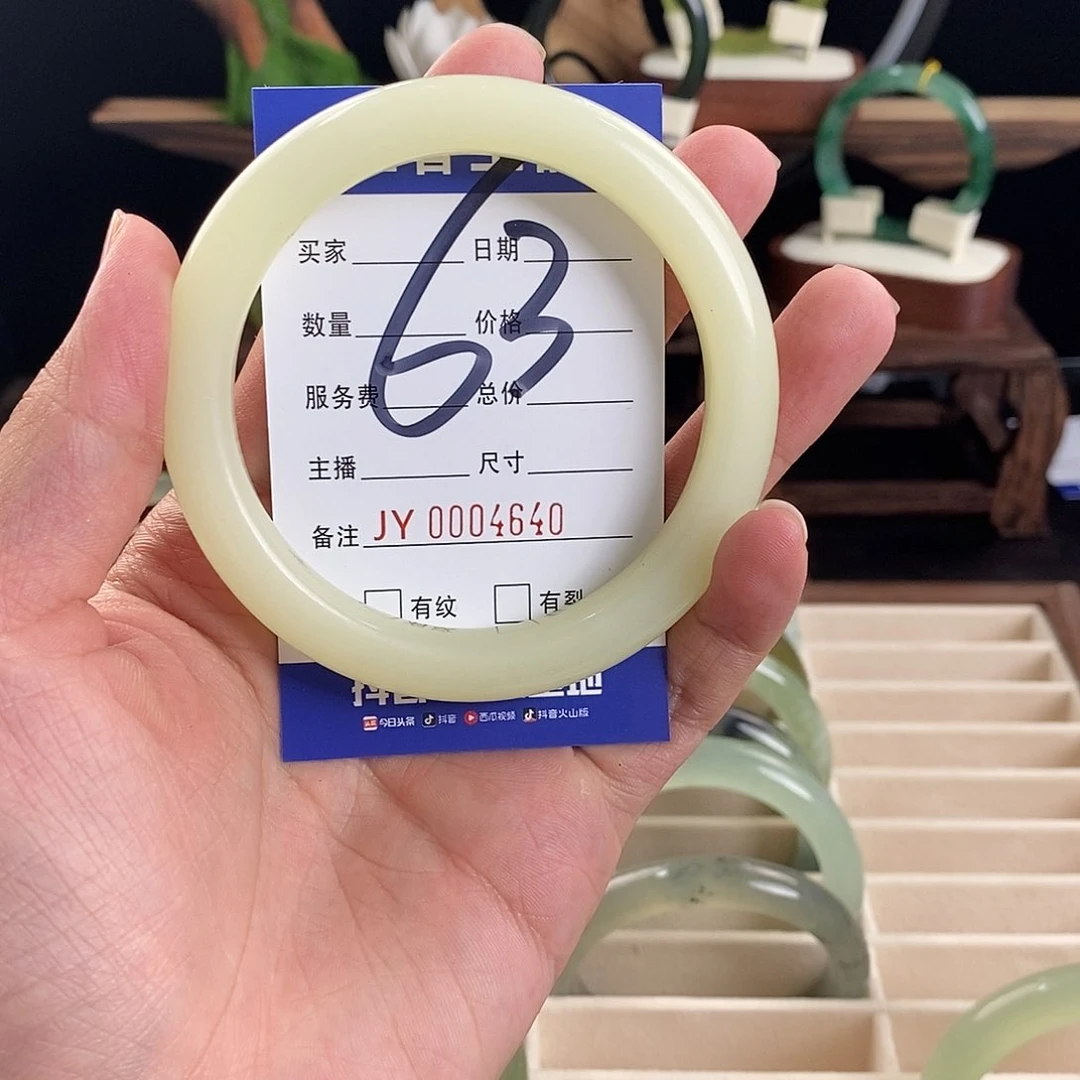 63
买家 日期
数量 价格
服务费 总价
主播 尺寸
备注 JY 0004640
有纹 有裂
今日头条 抖音 西瓜视频 抖音火山版